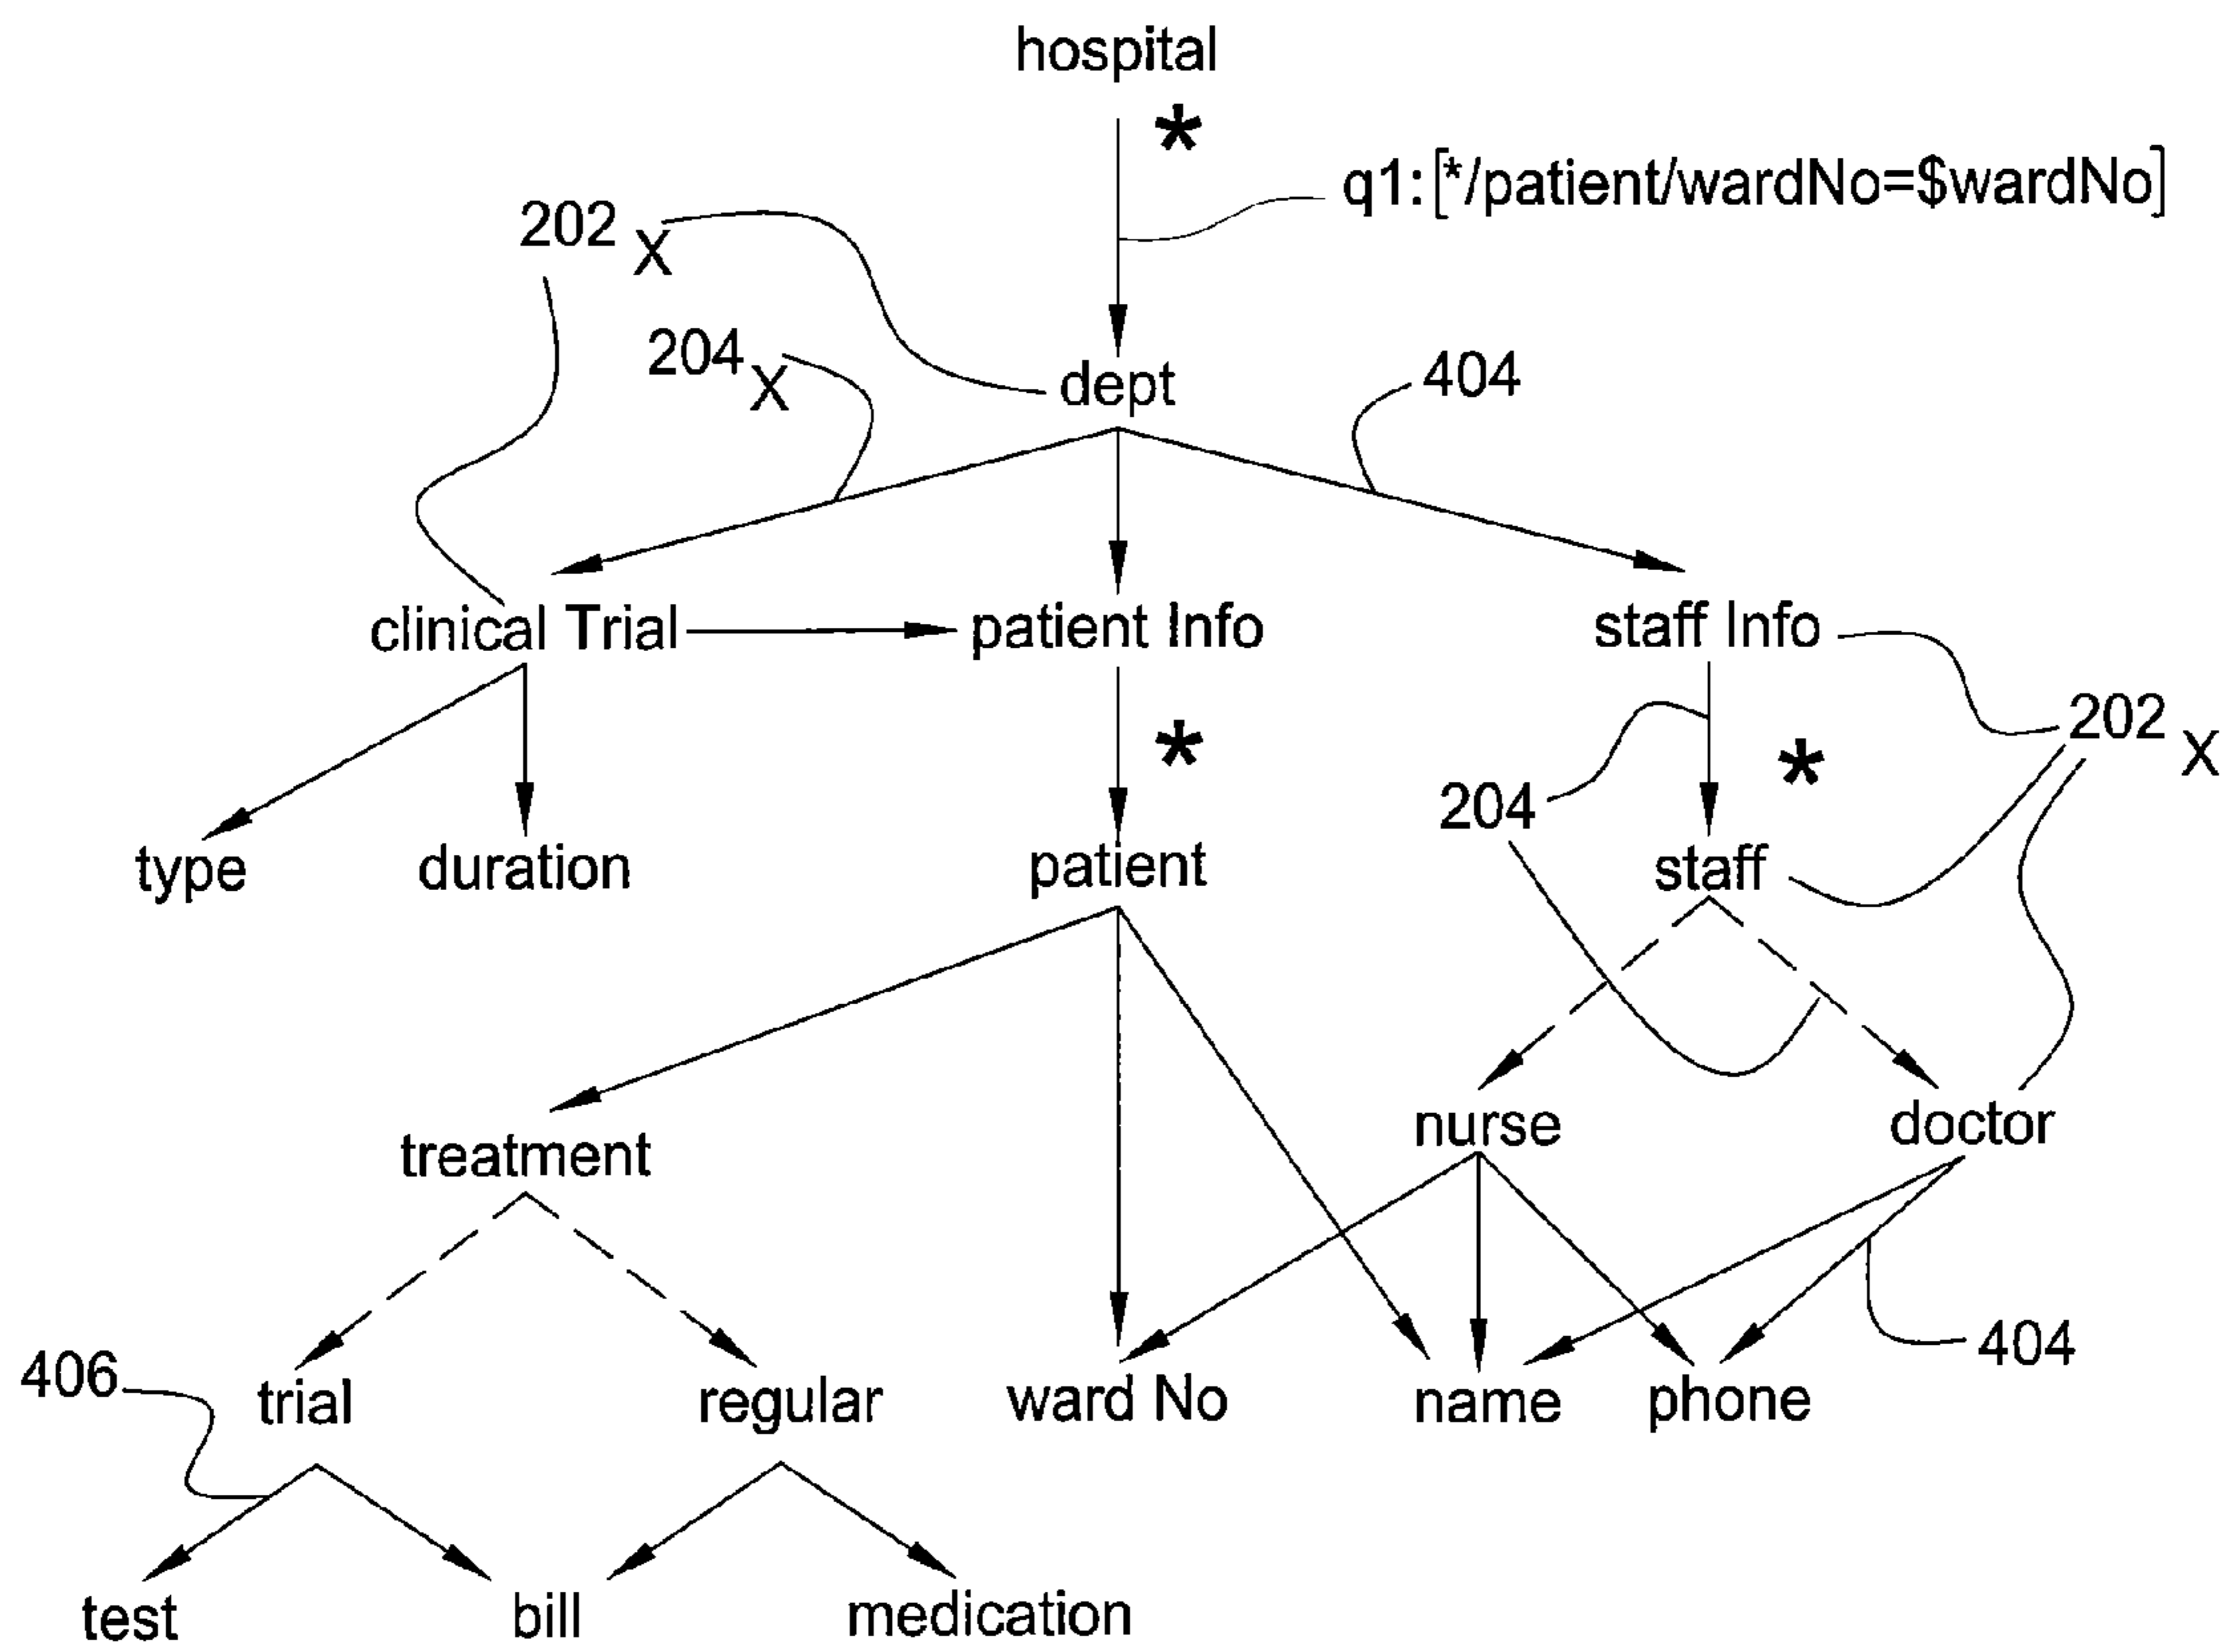 hospital
*
q1:[*/patient/wardNo=$wardNo]
202 X
204 X
dept
404
clinical Trial
patient Info
staff Info
202 X
*
*
204
type
duration
patient
staff
treatment
nurse
doctor
404
406
trial
regular
ward No
name
phone
test
bill
medication